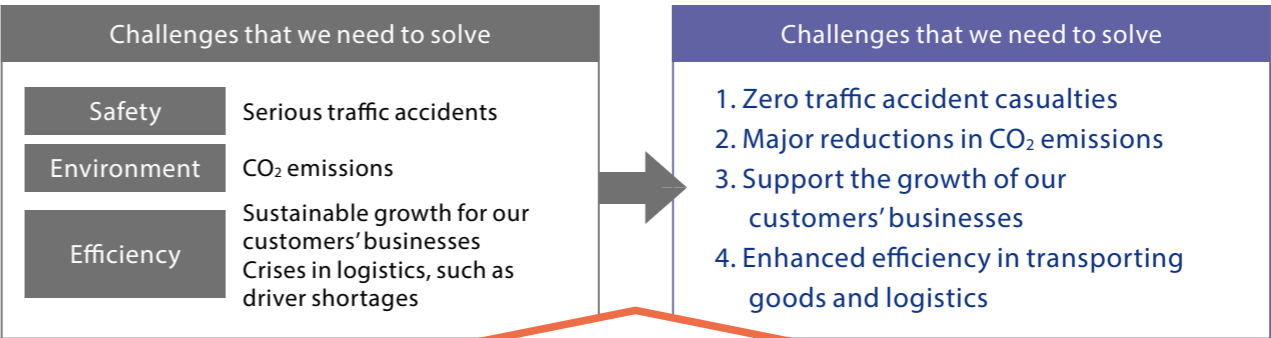 Challenges that we need to solve
Safety
Serious traffic accidents
Environment
CO₂ emissions
Efficiency
Sustainable growth for our
customers' businesses
Crises in logistics, such as
driver shortages
Challenges that we need to solve
1. Zero traffic accident casualties
2. Major reductions in CO₂ emissions
3. Support the growth of our
customers' businesses
4. Enhanced efficiency in transporting
goods and logistics